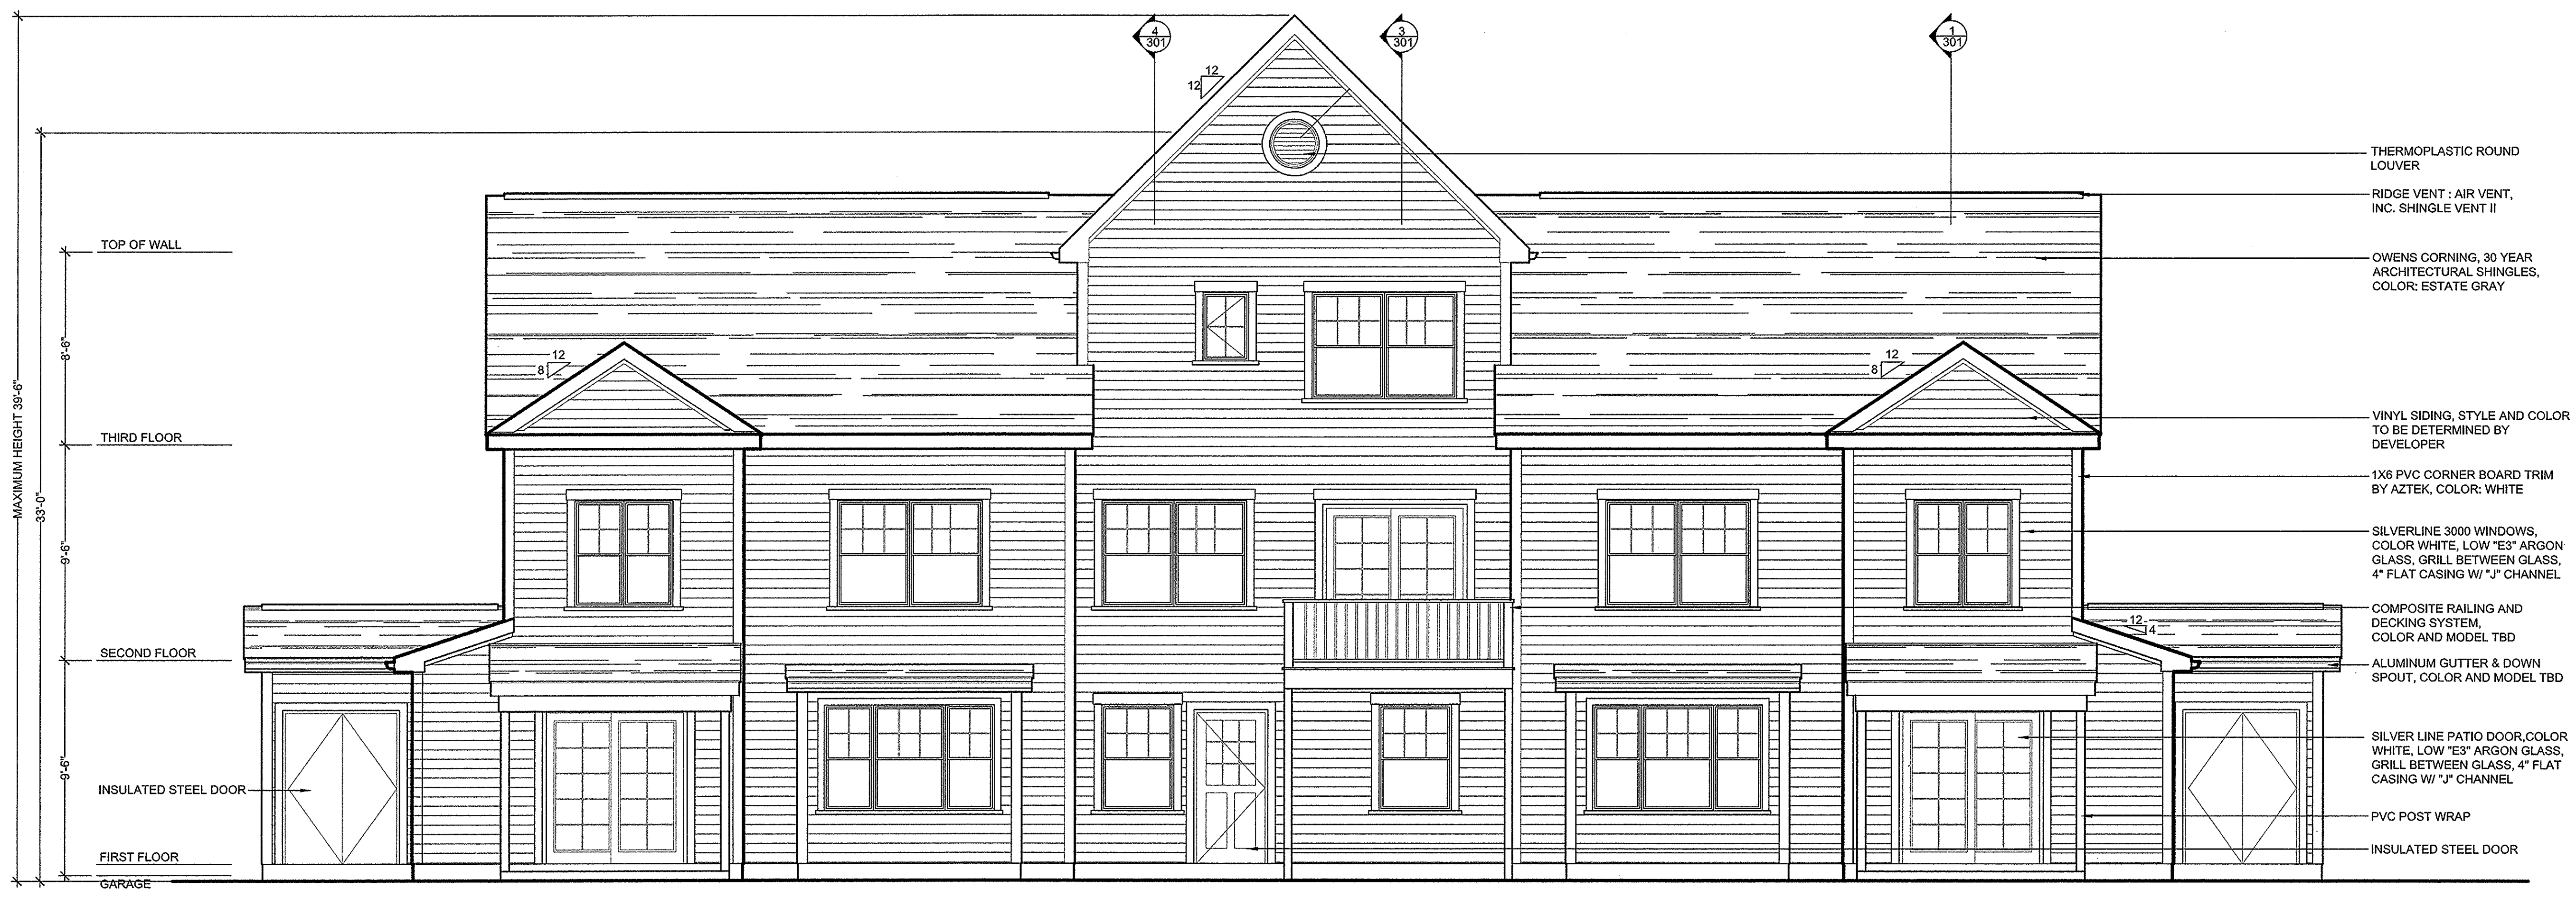 4
301
3
301
1
301
12
12
THERMOPLASTIC ROUND
LOUVER
RIDGE VENT : AIR VENT,
INC. SHINGLE VENT II
TOP OF WALL
OWENS CORNING, 30 YEAR
ARCHITECTURAL SHINGLES,
COLOR: ESTATE GRAY
8'-6"
12
8
12
8
MAXIMUM HEIGHT 39'-6"
33'-0"
VINYL SIDING, STYLE AND COLOR
TO BE DETERMINED BY
DEVELOPER
THIRD FLOOR
1X6 PVC CORNER BOARD TRIM
BY AZTEK, COLOR: WHITE
9'-6"
SILVERLINE 3000 WINDOWS,
COLOR WHITE, LOW "E3" ARGON
GLASS, GRILL BETWEEN GLASS,
4" FLAT CASING W/ "J" CHANNEL
COMPOSITE RAILING AND
DECKING SYSTEM,
COLOR AND MODEL TBD
12
4
SECOND FLOOR
ALUMINUM GUTTER & DOWN
SPOUT, COLOR AND MODEL TBD
9'-6"
SILVER LINE PATIO DOOR,COLOR
WHITE, LOW "E3" ARGON GLASS,
GRILL BETWEEN GLASS, 4" FLAT
CASING W/ "J" CHANNEL
INSULATED STEEL DOOR
PVC POST WRAP
INSULATED STEEL DOOR
FIRST FLOOR
GARAGE